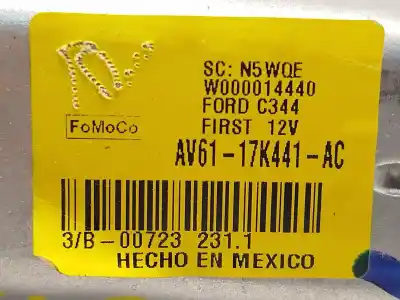 SC: N5WQE
W000014440
FORD C344
FoMoCo
FIRST 12V
AV61-17K441-AC
3/B-00723 231.1
HECHO EN MEXICO